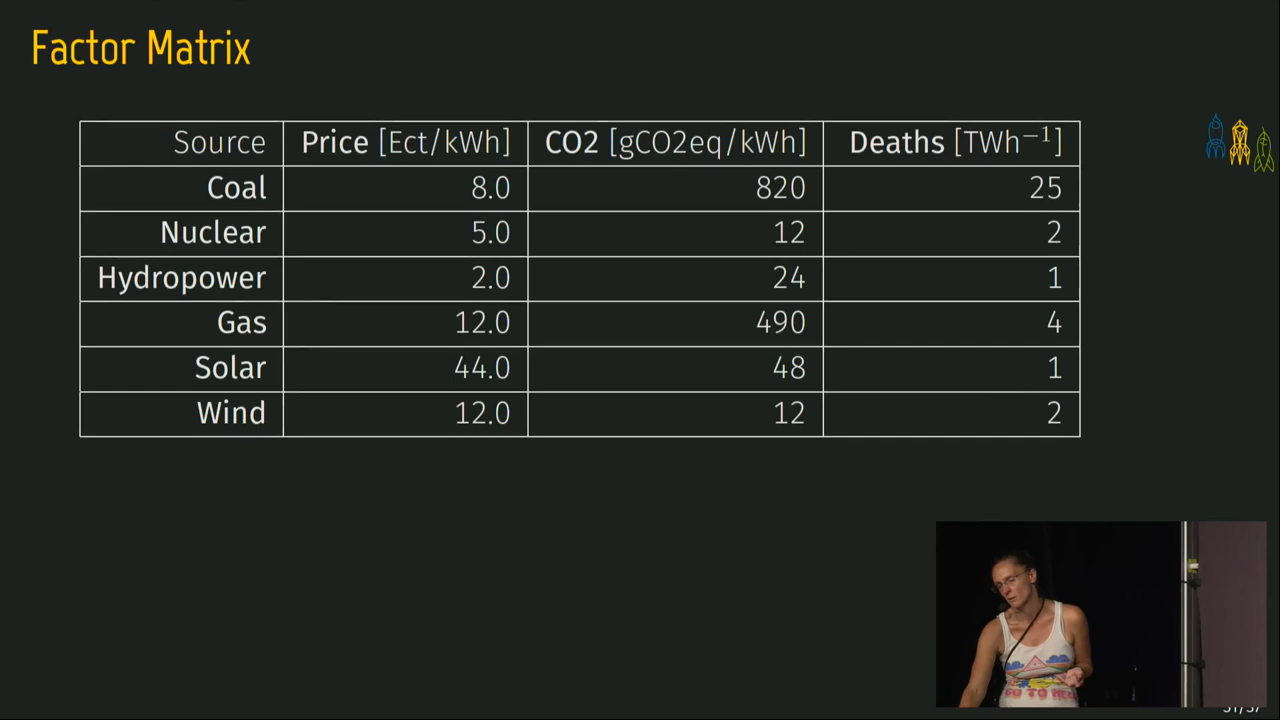 Factor Matrix
Source Price [Ect/kWh] CO2 [gCO2eq/kWh] Deaths [TWh⁻¹]
Coal 8.0 820 25
Nuclear 5.0 12 2
Hydropower 2.0 24 1
Gas 12.0 490 4
Solar 44.0 48 1
Wind 12.0 12 2
GO TO